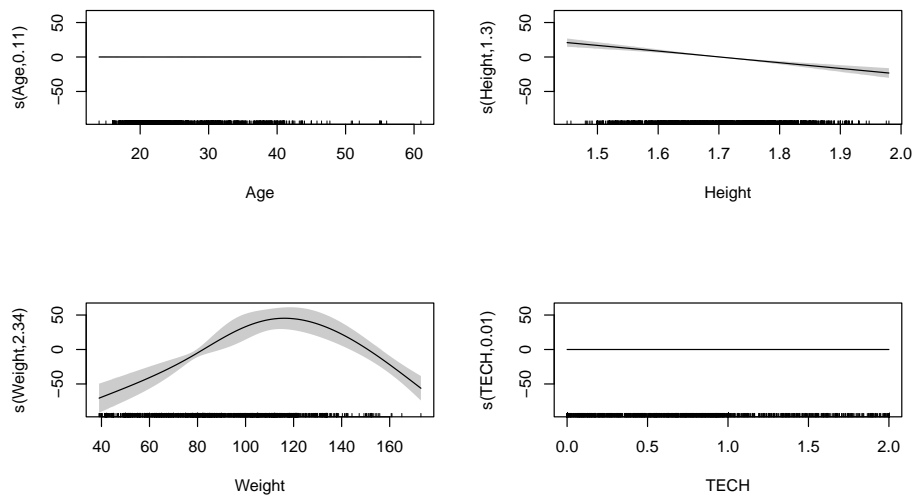 s(Age,0.11)
50
0
−50
20 30 40 50 60
Age
s(Height,1.3)
50
0
−50
1.5 1.6 1.7 1.8 1.9 2.0
Height
s(Weight,2.34)
50
0
−50
40 60 80 100 120 140 160
Weight
s(TECH,0.01)
50
0
−50
0.0 0.5 1.0 1.5 2.0
TECH